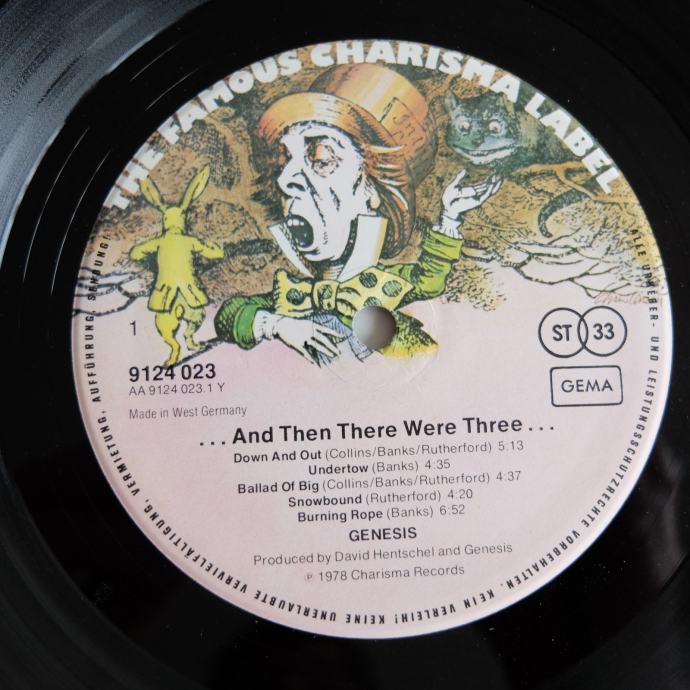 THE FAMOUS CHARISMA LABEL
1
ST 33
9124 023
AA 9124 023.1 Y
GEMA
Made in West Germany
...And Then There Were Three...
Down And Out (Collins/Banks/Rutherford) 5:13
Undertow (Banks) 4:35
Ballad Of Big (Collins/Banks/Rutherford) 4:37
Snowbound (Rutherford) 4:20
Burning Rope (Banks) 6:52
GENESIS
Produced by David Hentschel and Genesis
℗ 1978 Charisma Records
ALLE URHEBER- UND LEISTUNGSSCHUTZRECHTE VORBEHALTEN. KEIN VERLEIH! KEINE UNERLAUBTE VERVIELFÄLTIGUNG, VERMIETUNG, AUFFÜHRUNG, SENDUNG!